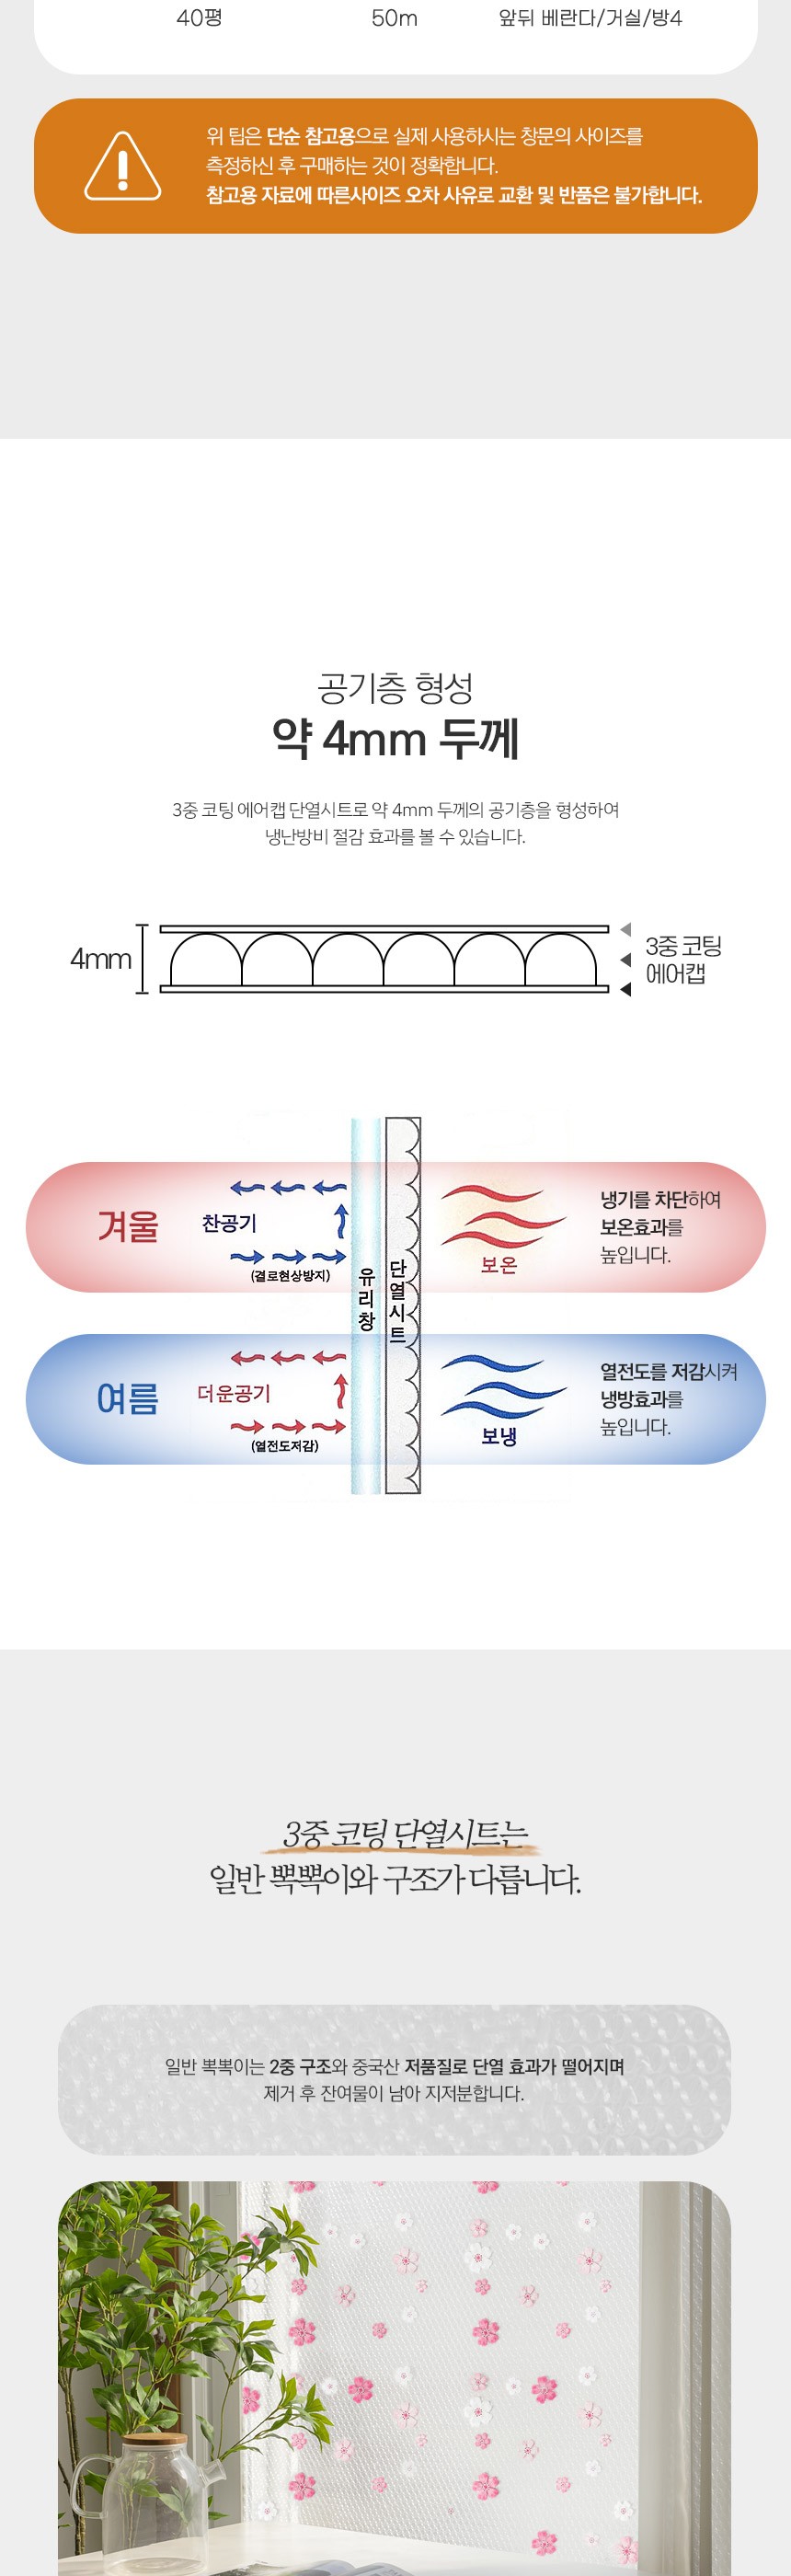 40평 50m 앞뒤 베란다/거실/방4
위 팁은 단순 참고용으로 실제 사용하시는 창문의 사이즈를
측정하신 후 구매하는 것이 정확합니다.
참고용 자료에 따른사이즈 오차 사유로 교환 및 반품은 불가합니다.
공기층 형성
약 4mm 두께
3중 코팅 에어캡 단열시트로 약 4mm 두께의 공기층을 형성하여
냉난방비 절감 효과를 볼 수 있습니다.
4mm
3중 코팅
에어캡
겨울
찬공기
(결로현상방지)
유리창
단열시트
보온
냉기를 차단하여
보온효과를
높입니다.
여름
더운공기
(열전도저감)
보냉
열전도를 저감시켜
냉방효과를
높입니다.
3중 코팅 단열시트는
일반 뽁뽁이와 구조가 다릅니다.
일반 복복이는 2중 구조와 중국산 저품질로 단열 효과가 떨어지며
제거 후 잔여물이 남아 지저분합니다.